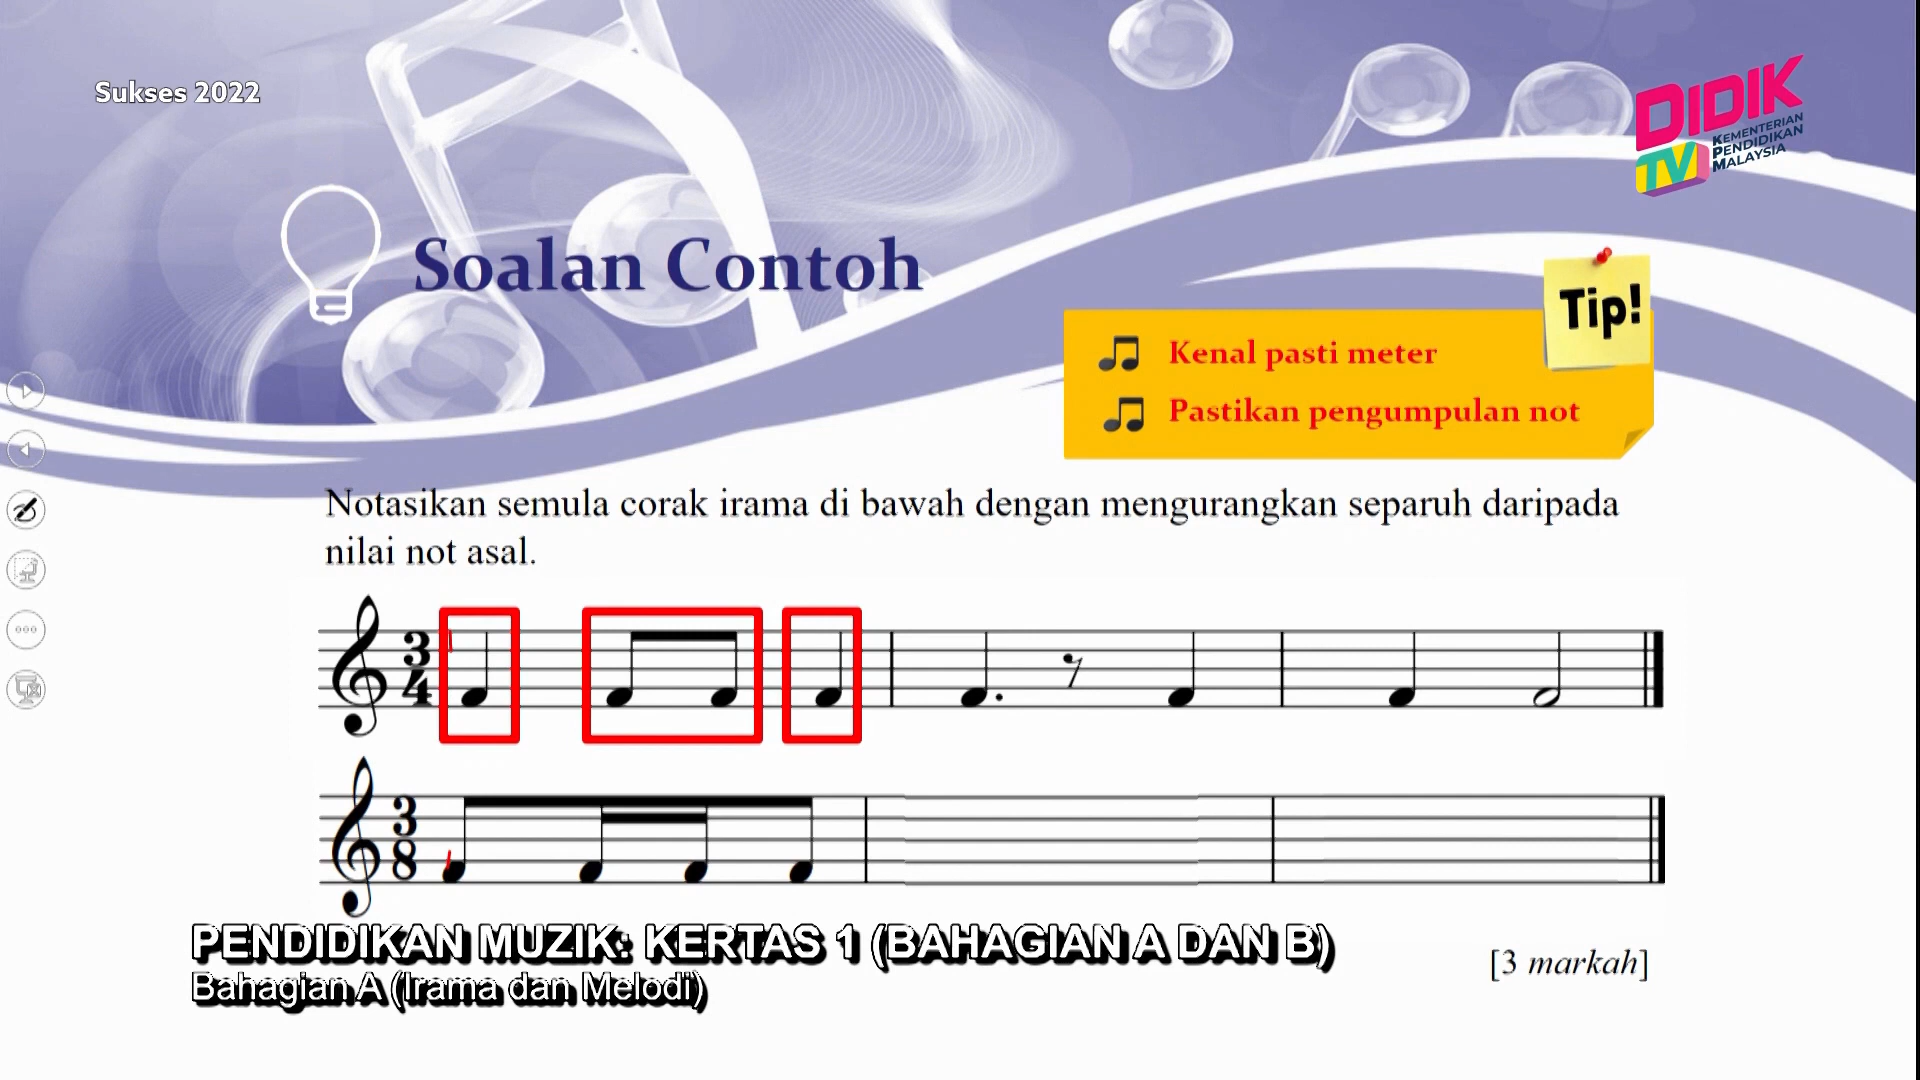 Sukses 2022
DIDIK
TV
KEMENTERIAN
PENDIDIKAN
MALAYSIA
Soalan Contoh
Tip!
Kenal pasti meter
Pastikan pengumpulan not
Notasikan semula corak irama di bawah dengan mengurangkan separuh daripada
nilai not asal.
3
4
3
8
PENDIDIKAN MUZIK: KERTAS 1 (BAHAGIAN A DAN B)
[3 markah]
Bahagian A (Irama dan Melodi)